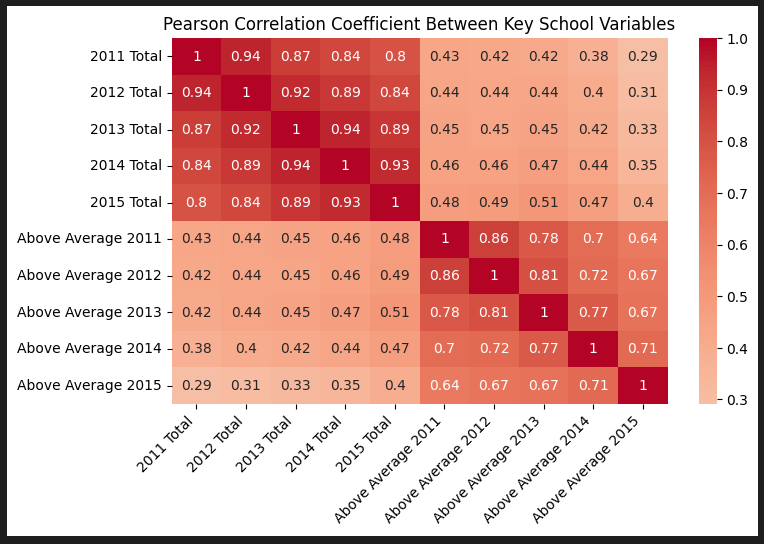 Pearson Correlation Coefficient Between Key School Variables
2011 Total 1 0.94 0.87 0.84 0.8 0.43 0.42 0.42 0.38 0.29
2012 Total 0.94 1 0.92 0.89 0.84 0.44 0.44 0.44 0.4 0.31
2013 Total 0.87 0.92 1 0.94 0.89 0.45 0.45 0.45 0.42 0.33
2014 Total 0.84 0.89 0.94 1 0.93 0.46 0.46 0.47 0.44 0.35
2015 Total 0.8 0.84 0.89 0.93 1 0.48 0.49 0.51 0.47 0.4
Above Average 2011 0.43 0.44 0.45 0.46 0.48 1 0.86 0.78 0.7 0.64
Above Average 2012 0.42 0.44 0.45 0.46 0.49 0.86 1 0.81 0.72 0.67
Above Average 2013 0.42 0.44 0.45 0.47 0.51 0.78 0.81 1 0.77 0.67
Above Average 2014 0.38 0.4 0.42 0.44 0.47 0.7 0.72 0.77 1 0.71
Above Average 2015 0.29 0.31 0.33 0.35 0.4 0.64 0.67 0.67 0.71 1
2011 Total
2012 Total
2013 Total
2014 Total
2015 Total
Above Average 2011
Above Average 2012
Above Average 2013
Above Average 2014
Above Average 2015
1.0
0.9
0.8
0.7
0.6
0.5
0.4
0.3